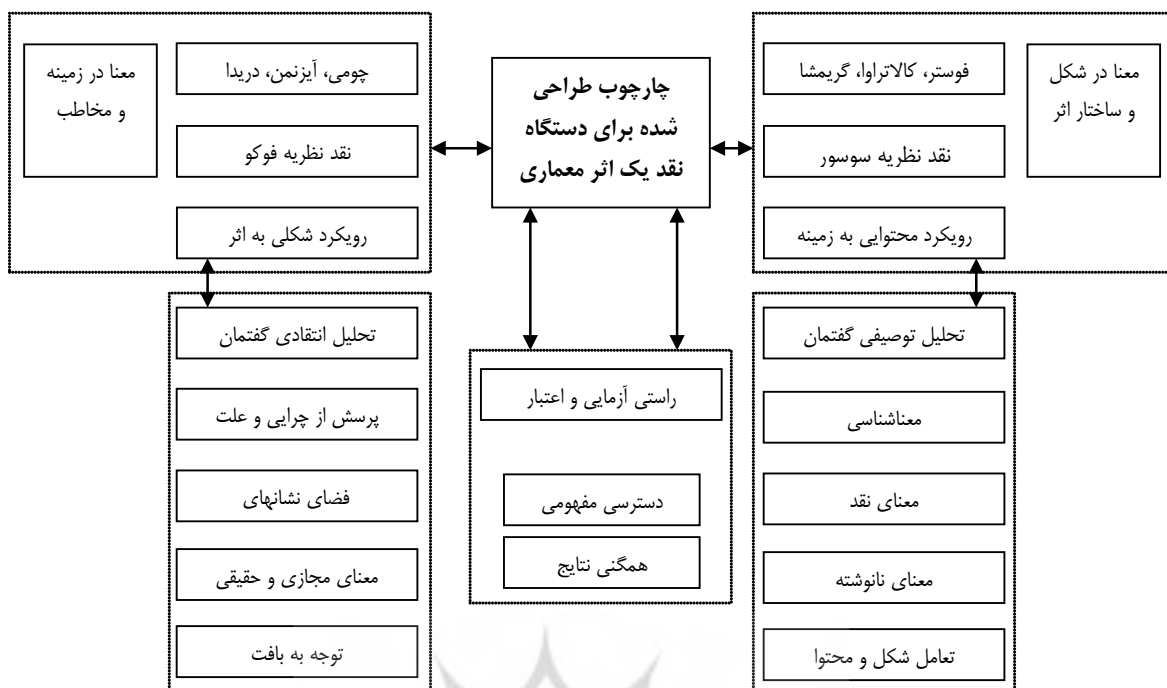 معنا در شکل
و ساختار اثر
فوستر، کالاتراوا، گریمشا
نقد نظریه سوسور
رویکرد محتوایی به زمینه
چارچوب طراحی
شده برای دستگاه
نقد یک اثر معماری
چومی، آیزنمن، دریدا
نقد نظریه فوکو
رویکرد شکلی به اثر
معنا در زمینه
و مخاطب
تحلیل توصیفی گفتمان
معناشناسی
معنای نقد
معنای نانوشته
تعامل شکل و محتوا
راستی آزمایی و اعتبار
دسترسی مفهومی
همگنی نتایج
تحلیل انتقادی گفتمان
پرسش از چرایی و علت
فضای نشانهای
معنای مجازی و حقیقی
توجه به بافت